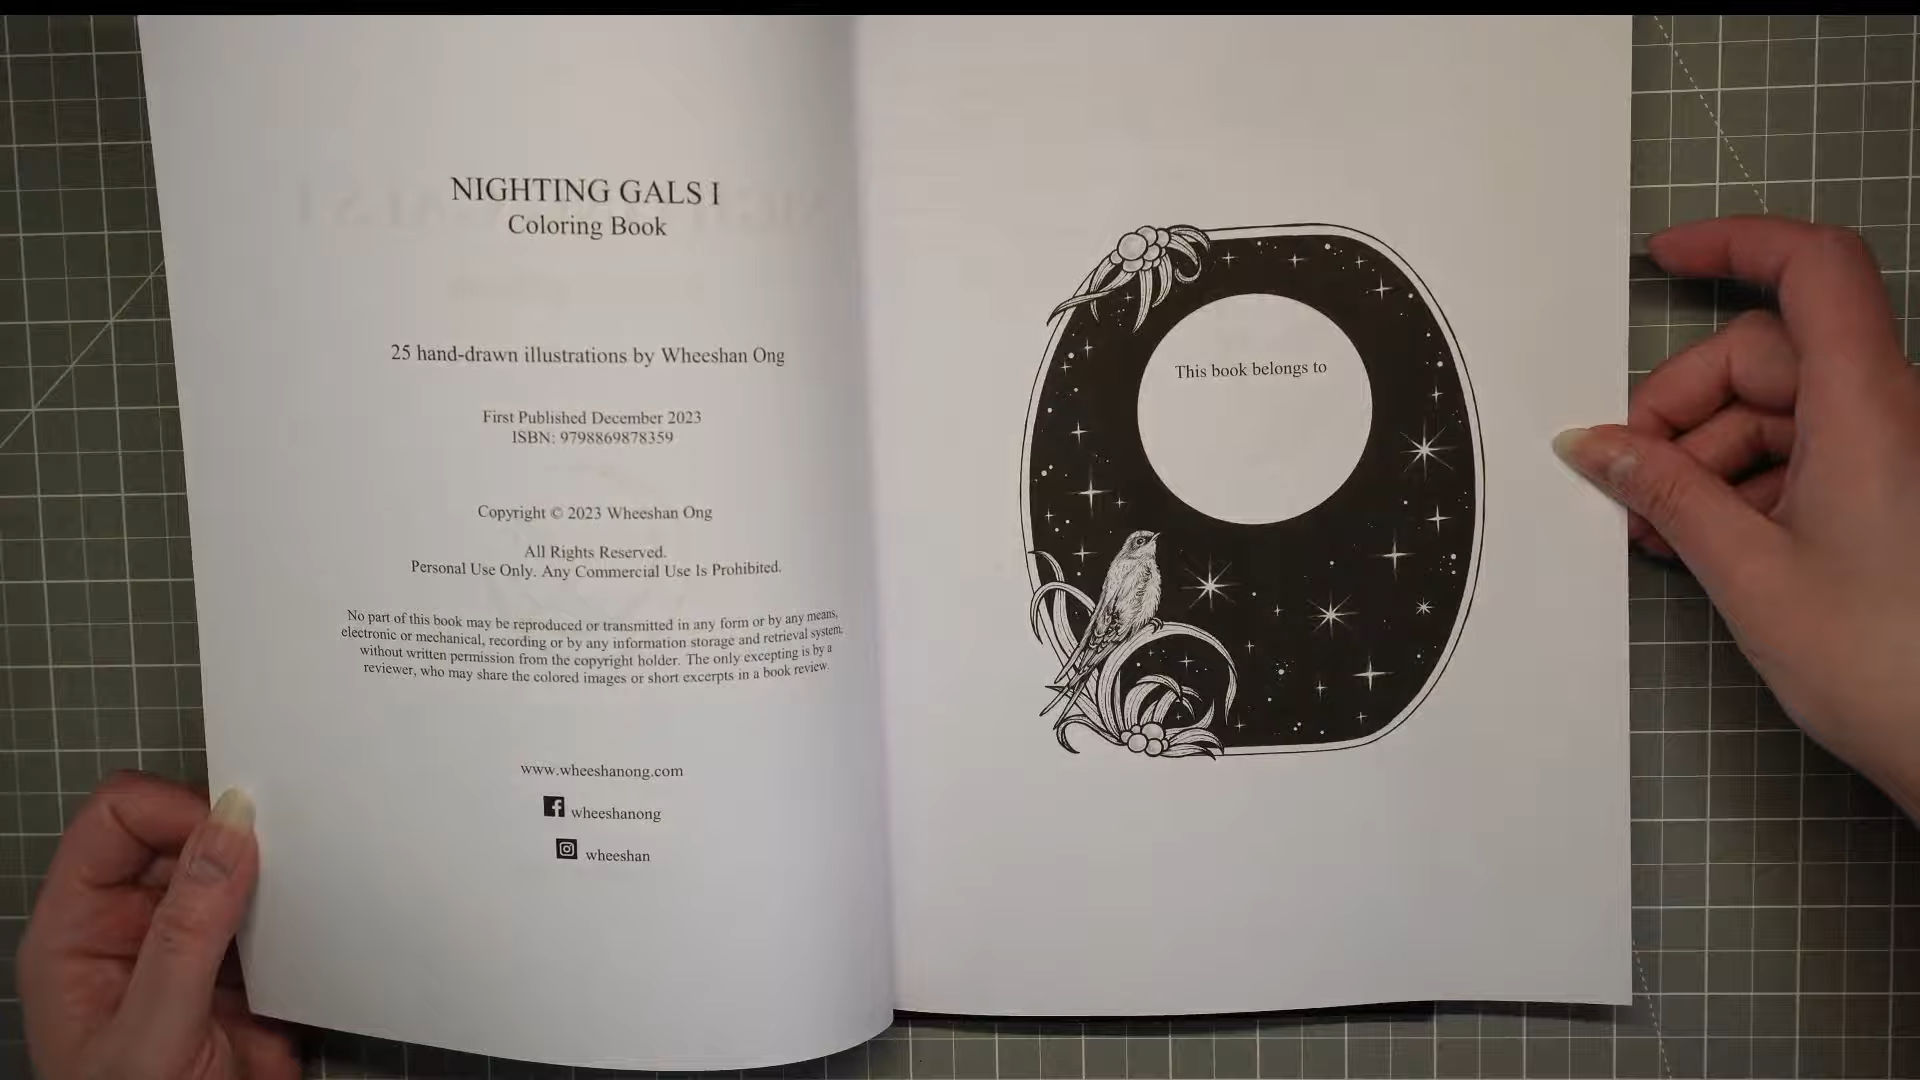 NIGHTING GALS I
Coloring Book
25 hand-drawn illustrations by Wheeshan Ong
First Published December 2023
ISBN: 9798869878359
Copyright © 2023 Wheeshan Ong
All Rights Reserved.
Personal Use Only. Any Commercial Use Is Prohibited.
No part of this book may be reproduced or transmitted in any form or by any means,
electronic or mechanical, recording or by any information storage and retrieval system,
without written permission from the copyright holder. The only excepting is by a
reviewer, who may share the colored images or short excerpts in a book review.
www.wheeshanong.com
wheeshanong
wheeshan
This book belongs to